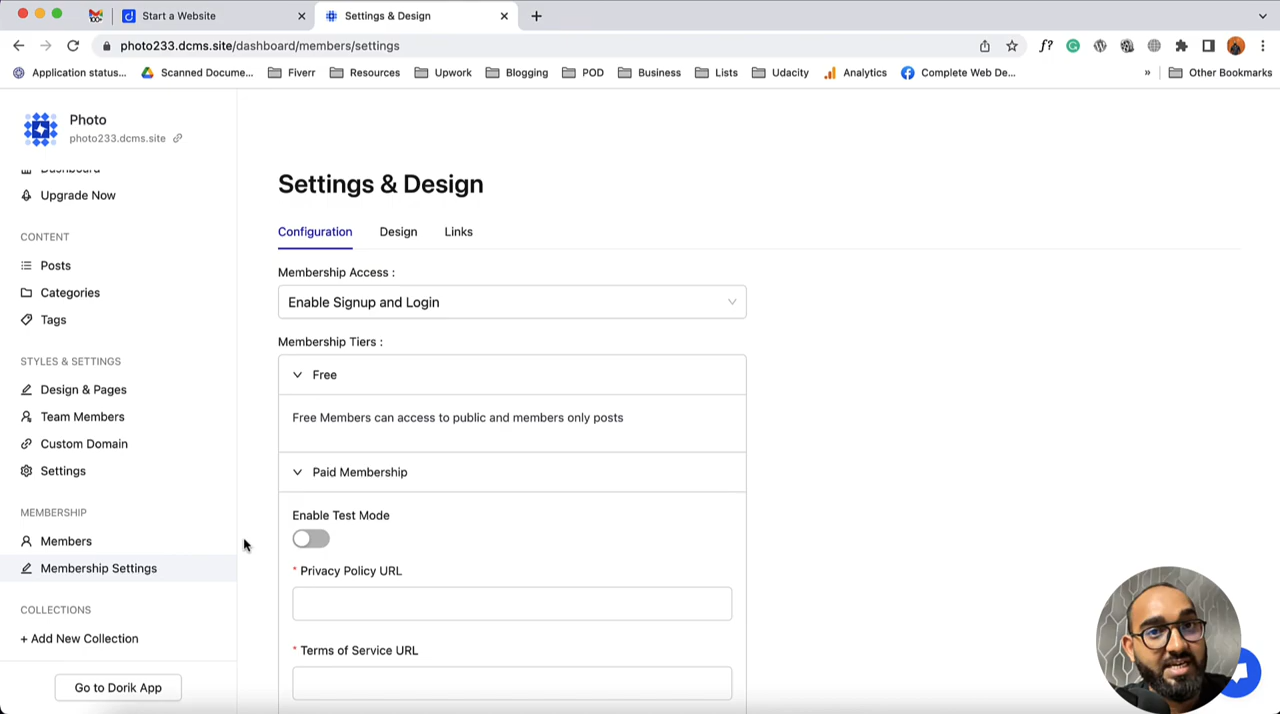 Start a Website
Settings & Design
photo233.dcms.site/dashboard/members/settings
f?
Application status...
Scanned Docume...
Fiverr
Resources
Upwork
Blogging
POD
Business
Lists
Udacity
Analytics
Complete Web De...
»
Other Bookmarks
Photo
photo233.dcms.site
Dashboard
Upgrade Now
CONTENT
Posts
Categories
Tags
STYLES & SETTINGS
Design & Pages
Team Members
Custom Domain
Settings
MEMBERSHIP
Members
Membership Settings
COLLECTIONS
+ Add New Collection
Go to Dorik App
Settings & Design
Configuration
Design
Links
Membership Access :
Enable Signup and Login
Membership Tiers :
Free
Free Members can access to public and members only posts
Paid Membership
Enable Test Mode
* Privacy Policy URL
* Terms of Service URL